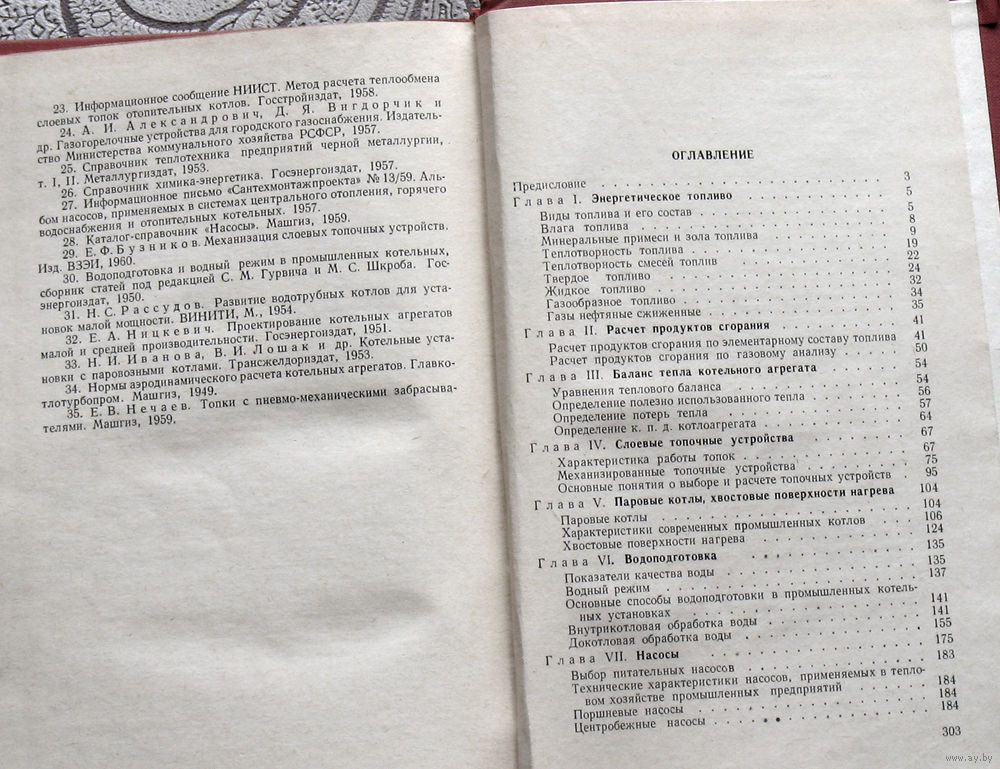 23. Информационное сообщение НИИСТ. Метод расчета теплообмена
слоевых топок отопительных котлов. Госстройиздат, 1958.
24. А. И. Александрович, Д. Я. Вигдорчик и
др. Газогорелочные устройства для городского газоснабжения. Издатель-
ство Министерства коммунального хозяйства РСФСР, 1957.
25. Справочник теплотехника предприятий черной металлургии,
т. I, II. Металлургиздат, 1953.
26. Справочник химика-энергетика. Госэнергоиздат, 1957.
27. Информационное письмо «Сантехмонтажпроекта» № 13/59. Аль-
бом насосов, применяемых в системах центрального отопления, горячего
водоснабжения и отопительных котельных. 1957.
28. Каталог-справочник «Насосы». Машгиз, 1959.
29. Е. Ф. Бузников. Механизация слоевых топочных устройств.
Изд. ВЗЭИ, 1960.
30. Водоподготовка и водный режим в промышленных котельных,
сборник статей под редакцией С. М. Гурвича и М. С. Шкроба. Гос-
энергоиздат, 1950.
31. Н. С. Рассудов. Развитие водотрубных котлов для уста-
новок малой мощности. ВИНИТИ, М., 1954.
32. Е. А. Ницкевич. Проектирование котельных агрегатов
малой и средней производительности. Госэнергоиздат, 1951.
33. Н. И. Иванова, В. И. Лошак и др. Котельные уста-
новки с паровозными котлами. Трансжелдориздат, 1953.
34. Нормы аэродинамического расчета котельных агрегатов. Главко-
тлотурбопром. Машгиз, 1949.
35. Е. В. Нечаев. Топки с пневмо-механическими забрасыва-
телями. Машгиз, 1959.
ОГЛАВЛЕНИЕ
Предисловие 3
Глава I. Энергетическое топливо 5
Виды топлива и его состав 5
Влага топлива 8
Минеральные примеси и зола топлива 9
Теплотворность топлива 19
Теплотворность смесей топлив 22
Твердое топливо 24
Жидкое топливо 32
Газообразное топливо 34
Газы нефтяные сжиженные 35
Глава II. Расчет продуктов сгорания 41
Расчет продуктов сгорания по элементарному составу топлива 41
Расчет продуктов сгорания по газовому анализу 50
Глава III. Баланс тепла котельного агрегата 54
Уравнения теплового баланса 54
Определение полезно использованного тепла 56
Определение потерь тепла 57
Определение к. п. д. котлоагрегата 64
Глава IV. Слоевые топочные устройства 67
Характеристика работы топок 67
Механизированные топочные устройства 75
Основные понятия о выборе и расчете топочных устройств 95
Глава V. Паровые котлы, хвостовые поверхности нагрева 104
Паровые котлы 104
Характеристики современных промышленных котлов 106
Хвостовые поверхности нагрева 124
Глава VI. Водоподготовка 135
Показатели качества воды 135
Водный режим 137
Основные способы водоподготовки в промышленных котель-
ных установках 141
Внутрикотловая обработка воды 141
Докотловая обработка воды 155
Глава VII. Насосы 175
Выбор питательных насосов 183
Технические характеристики насосов, применяемых в тепло-
вом хозяйстве промышленных предприятий 184
Поршневые насосы 184
Центробежные насосы 184
303
© www.ay.by